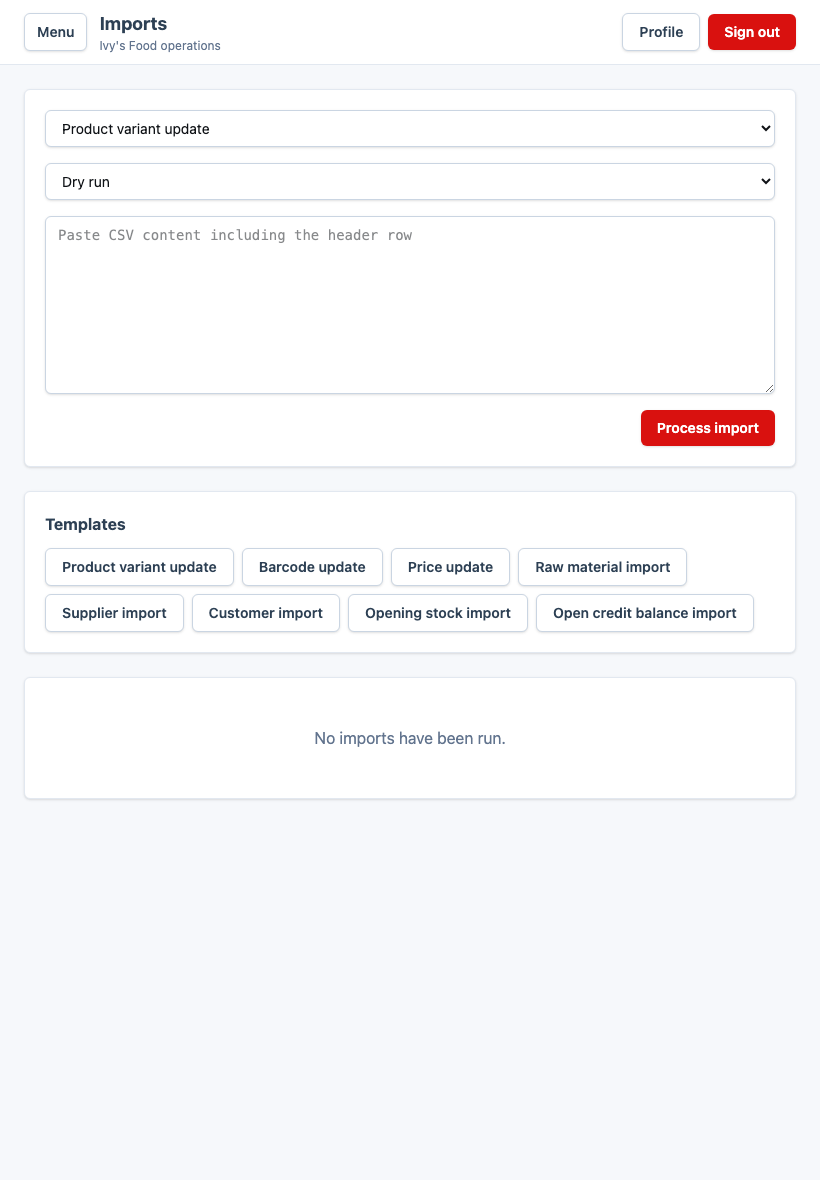 Menu
Imports
Ivy's Food operations
Profile
Sign out
Product variant update
Dry run
Paste CSV content including the header row
Process import
Templates
Product variant update
Barcode update
Price update
Raw material import
Supplier import
Customer import
Opening stock import
Open credit balance import
No imports have been run.